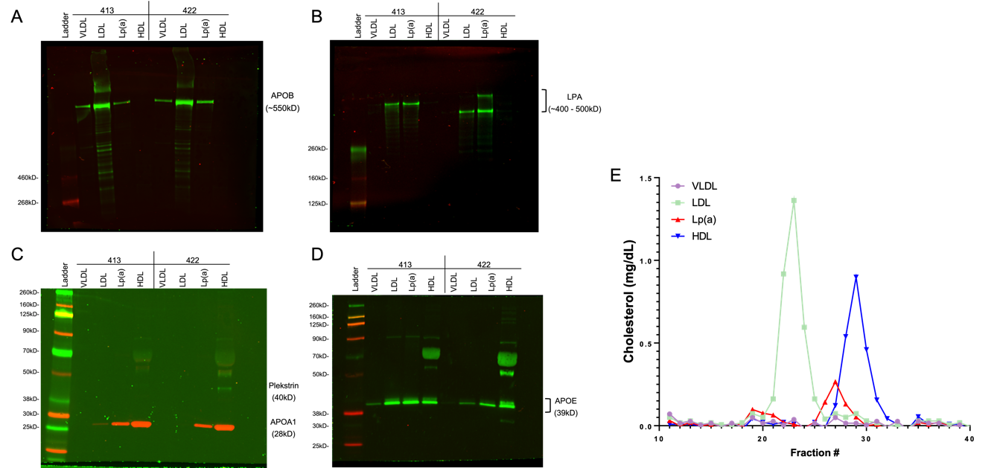 A
413
422
Ladder
VLDL
LDL
Lp(a)
HDL
VLDL
LDL
Lp(a)
HDL
APOB
(~550kD)
460kD-
268kD-
B
413
422
Ladder
VLDL
LDL
Lp(a)
HDL
VLDL
LDL
Lp(a)
HDL
LPA
(~400 - 500kD)
260kD-
160kD-
125kD-
C
413
422
Ladder
VLDL
LDL
Lp(a)
HDL
VLDL
LDL
Lp(a)
HDL
260kD-
160kD-
125kD-
90kD-
70kD-
50kD-
38kD-
30kD-
25kD-
Plekstrin
(40kD)
APOA1
(28kD)
D
413
422
Ladder
VLDL
LDL
Lp(a)
HDL
VLDL
LDL
Lp(a)
HDL
260kD-
160kD-
125kD-
90kD-
70kD-
50kD-
38kD-
30kD-
25kD-
APOE
(39kD)
E
VLDL
LDL
Lp(a)
HDL
Cholesterol (mg/dL)
1.5
1.0
0.5
0.0
10
20
30
40
Fraction #